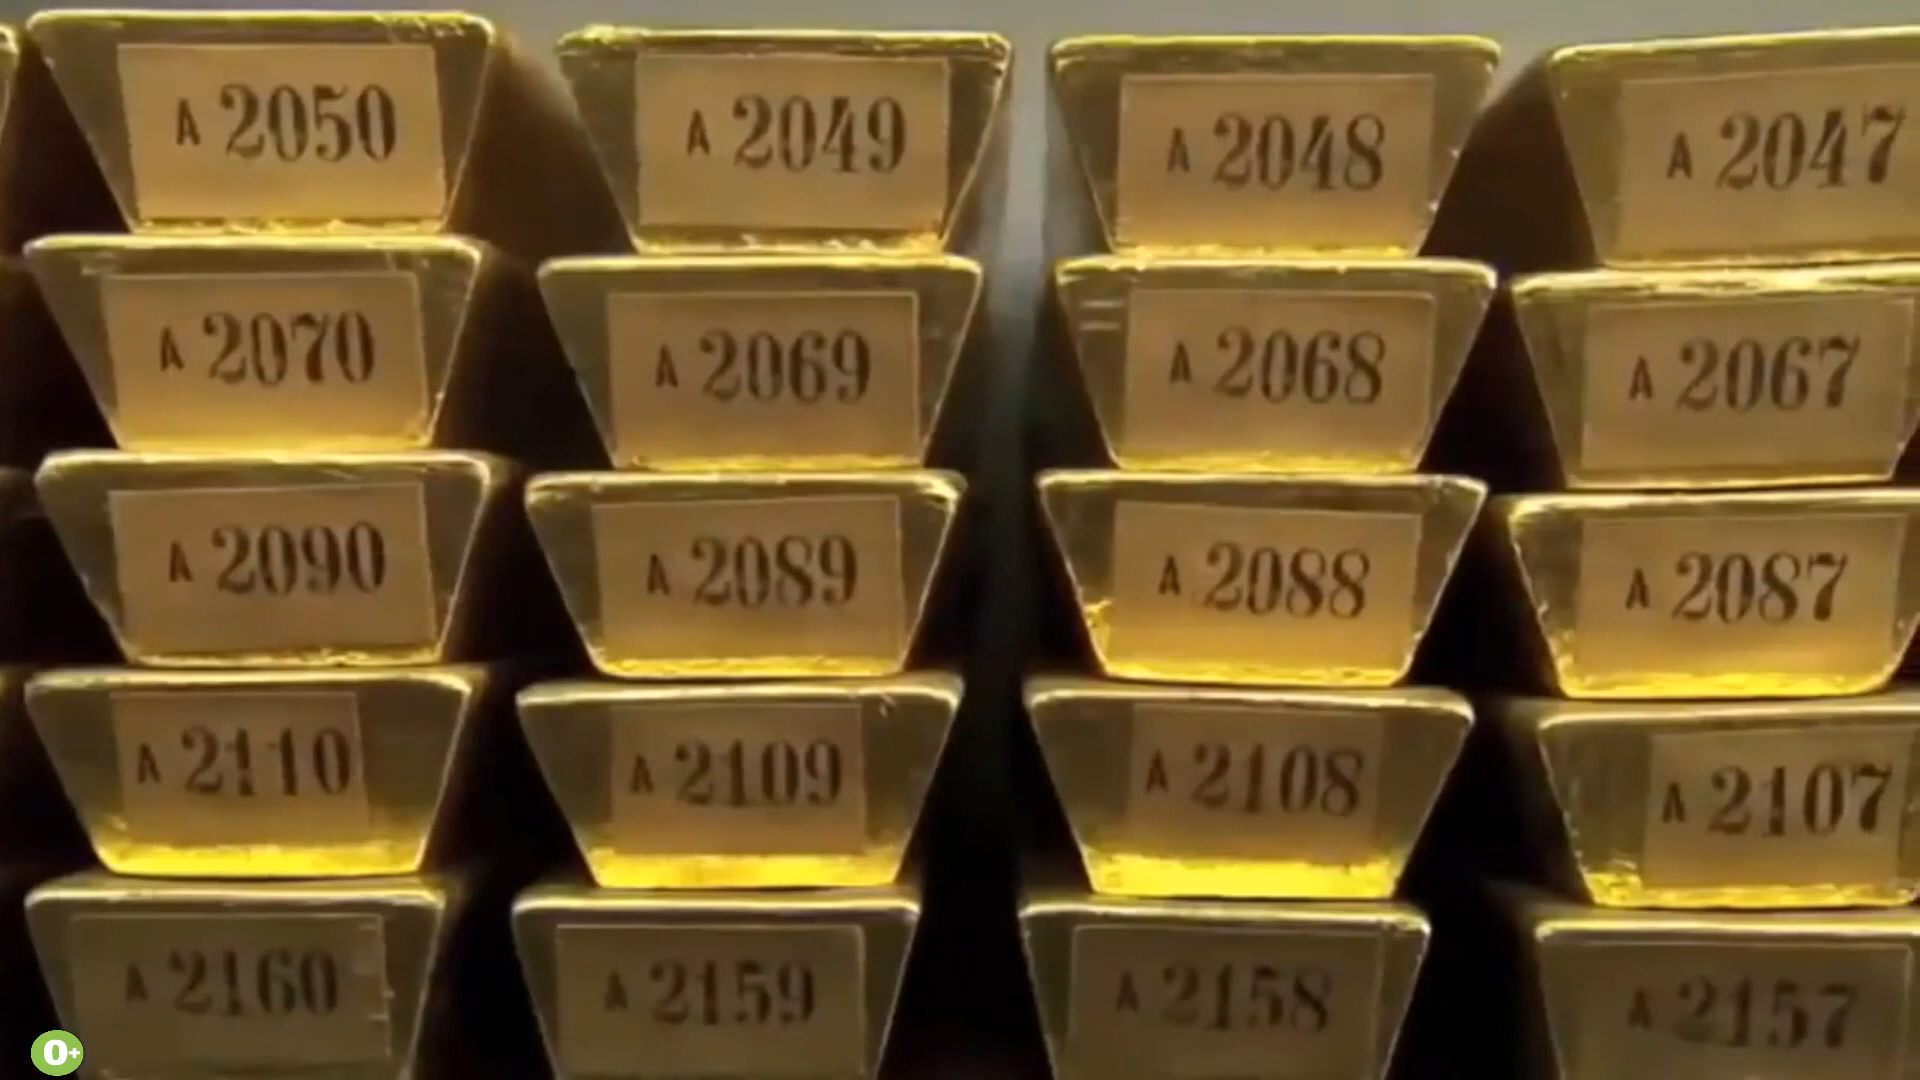 A 2050 A 2049 A 2048 A 2047
A 2070 A 2069 A 2068 A 2067
A 2090 A 2089 A 2088 A 2087
A 2110 A 2109 A 2108 A 2107
A 2160 A 2159 A 2158 A 2157
0+